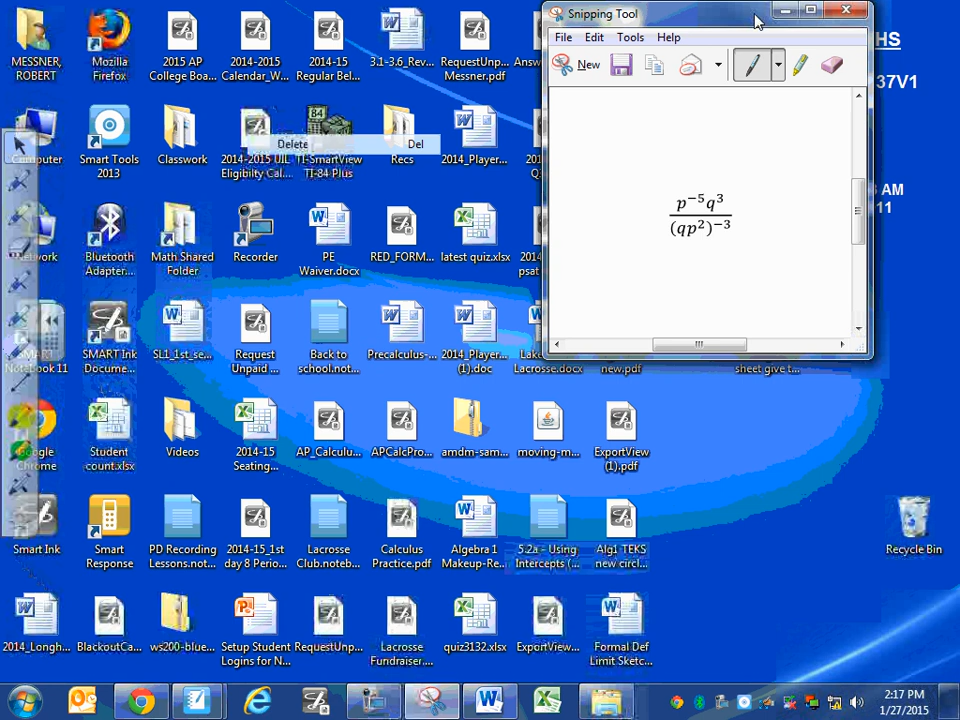 MESSNER, ROBERT
Mozilla Firefox
2015 AP College Boa...
2014-2015 Calendar_W...
2014-15 Regular Bel...
3.1-3.6_Rev...
RequestUnp... Messner.pdf
Snipping Tool
File Edit Tools Help
New
HS
37V1
AM
11
p⁻⁵q³
(qp²)⁻³
Computer
Smart Tools 2013
Classwork
2014-2015 UIL Eligibilty Cal...
Delete Del
TI-SmartView TI-84 Plus
Recs
2014_Player...
Network
Bluetooth Adapter...
Math Shared Folder
Recorder
PE Waiver.docx
RED_FORM...
latest quiz.xlsx
SMART Notebook 11
SMART Ink Docume...
SL1_1st_se...
Request Unpaid ...
Back to school.not...
Precalculus-...
2014_Player... (1).doc
Lacrosse.docx
new.pdf
sheet give t...
Google Chrome
Student count.xlsx
Videos
2014-15 Seating...
AP_Calculu...
APCalcPro...
amdm-sam...
moving-m...
ExportView (1).pdf
Smart Ink
Smart Response
PD Recording Lessons.not...
2014-15_1st day 8 Perio...
Lacrosse Club.noteb...
Calculus Practice.pdf
Algebra 1 Makeup-Re...
5.2a - Using Intercepts (...
Alg1 TEKS new circl...
Recycle Bin
2014_Longh...
BlackoutCa...
ws200-blue...
Setup Student Logins for N...
RequestUnp...
Lacrosse Fundraiser....
quiz3132.xlsx
ExportView...
Formal Def Limit Sketc...
2:17 PM
1/27/2015